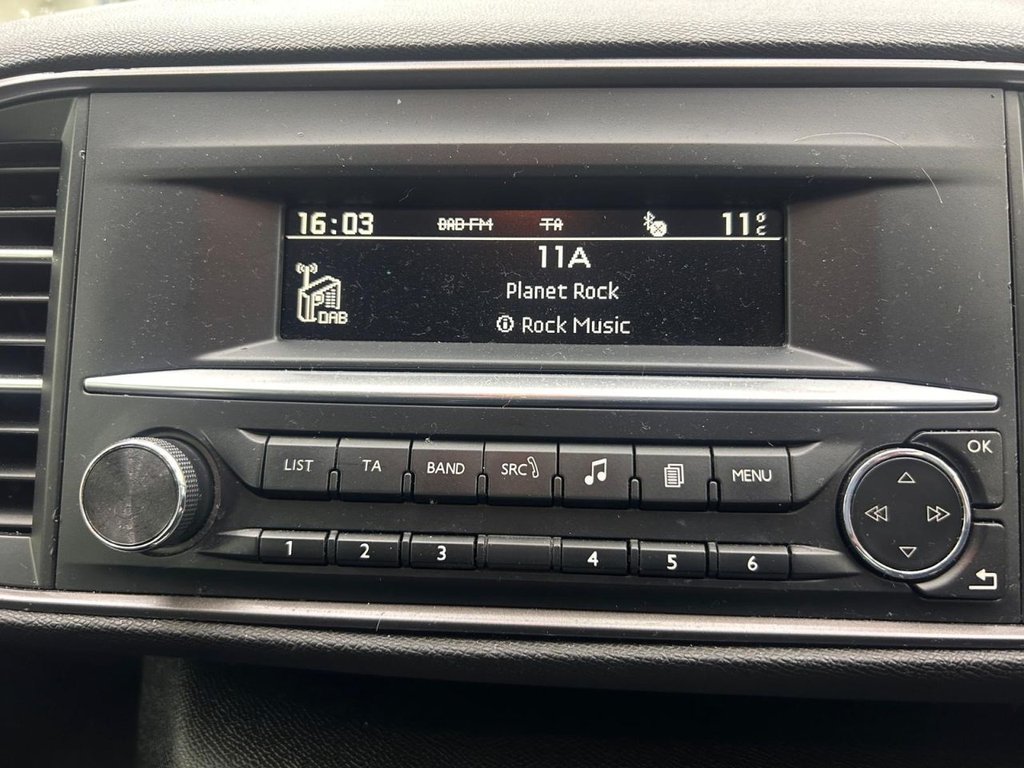 16:03 DAB-FM TA 11°C
11A
Planet Rock
DAB
Rock Music
LIST TA BAND SRC MENU OK
1 2 3 4 5 6